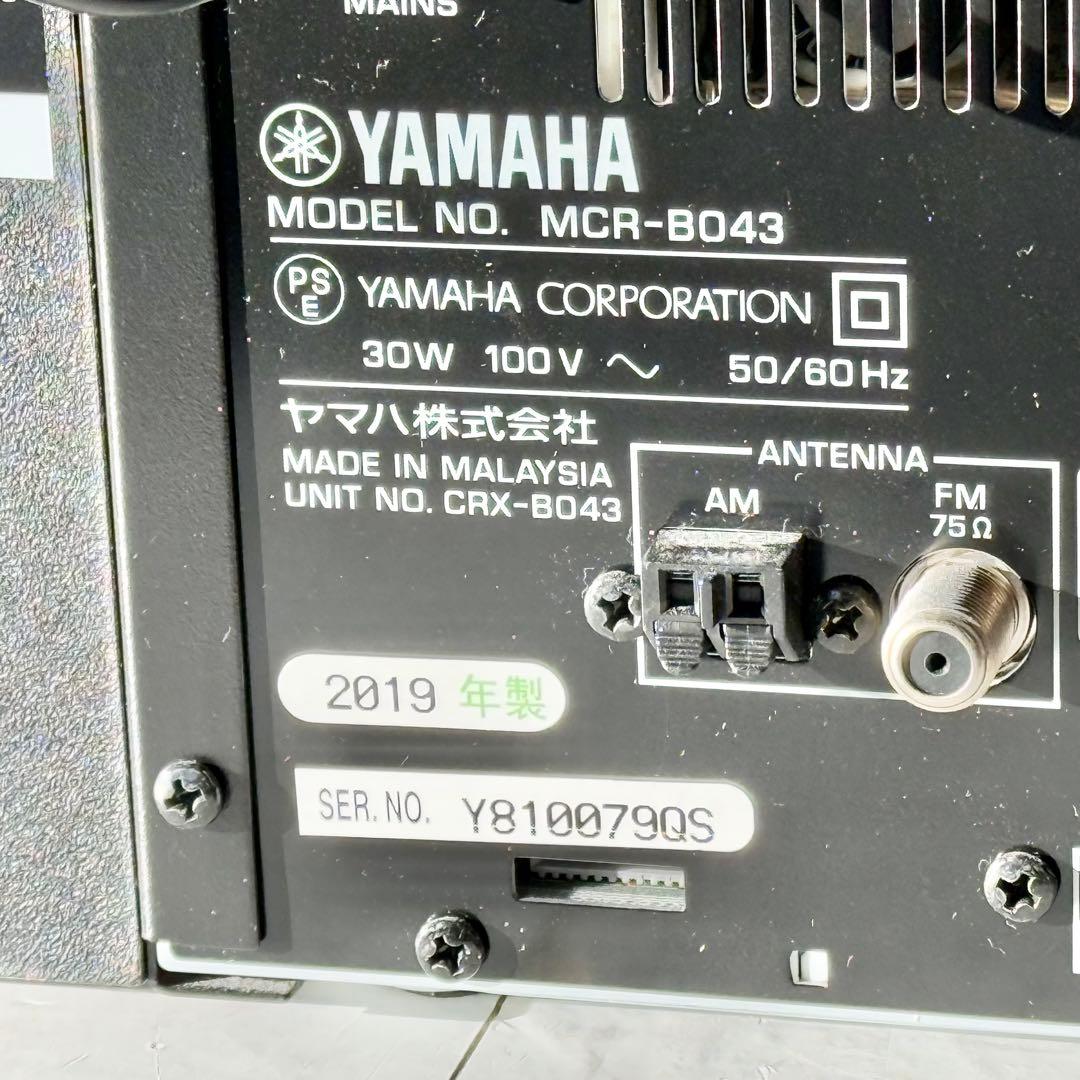 MAINS
YAMAHA
MODEL NO. MCR-B043
PS
E
YAMAHA CORPORATION
30W 100V ～ 50/60Hz
ヤマハ株式会社
MADE IN MALAYSIA
UNIT NO. CRX-B043
ANTENNA
AM
FM
75Ω
2019 年製
SER. NO. Y810079QS